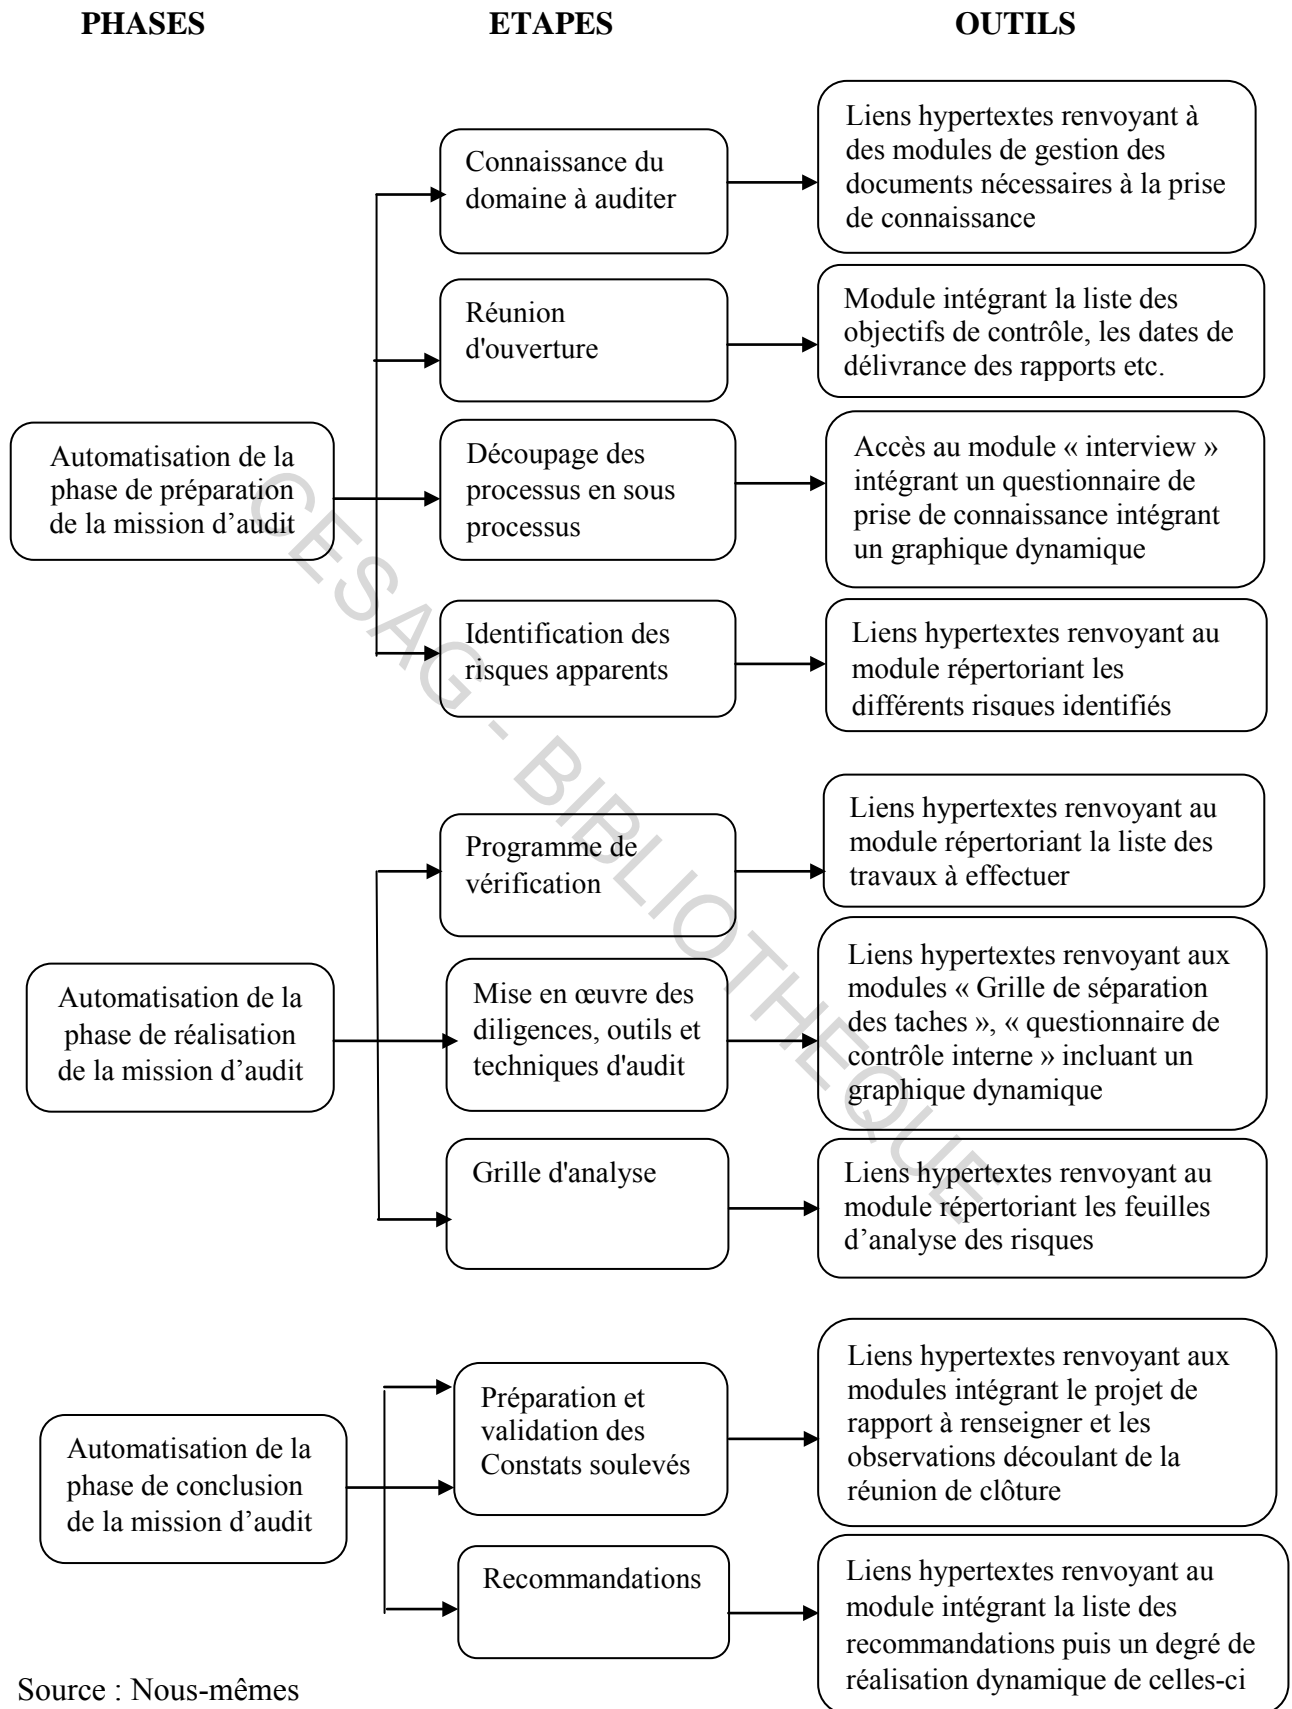 PHASES
ETAPES
OUTILS
Automatisation de la
phase de préparation
de la mission d’audit
Connaissance du
domaine à auditer
Liens hypertextes renvoyant à
des modules de gestion des
documents nécessaires à la prise
de connaissance
Réunion
d'ouverture
Module intégrant la liste des
objectifs de contrôle, les dates de
délivrance des rapports etc.
Découpage des
processus en sous
processus
Accès au module « interview »
intégrant un questionnaire de
prise de connaissance intégrant
un graphique dynamique
Identification des
risques apparents
Liens hypertextes renvoyant au
module répertoriant les
différents risques identifiés
Automatisation de la
phase de réalisation
de la mission d’audit
Programme de
vérification
Liens hypertextes renvoyant au
module répertoriant la liste des
travaux à effectuer
Mise en œuvre des
diligences, outils et
techniques d'audit
Liens hypertextes renvoyant aux
modules « Grille de séparation
des taches », « questionnaire de
contrôle interne » incluant un
graphique dynamique
Grille d'analyse
Liens hypertextes renvoyant au
module répertoriant les feuilles
d’analyse des risques
Automatisation de la
phase de conclusion
de la mission d’audit
Préparation et
validation des
Constats soulevés
Liens hypertextes renvoyant aux
modules intégrant le projet de
rapport à renseigner et les
observations découlant de la
réunion de clôture
Recommandations
Liens hypertextes renvoyant au
module intégrant la liste des
recommandations puis un degré de
réalisation dynamique de celles-ci
Source : Nous-mêmes
CESAG - BIBLIOTHEQUE